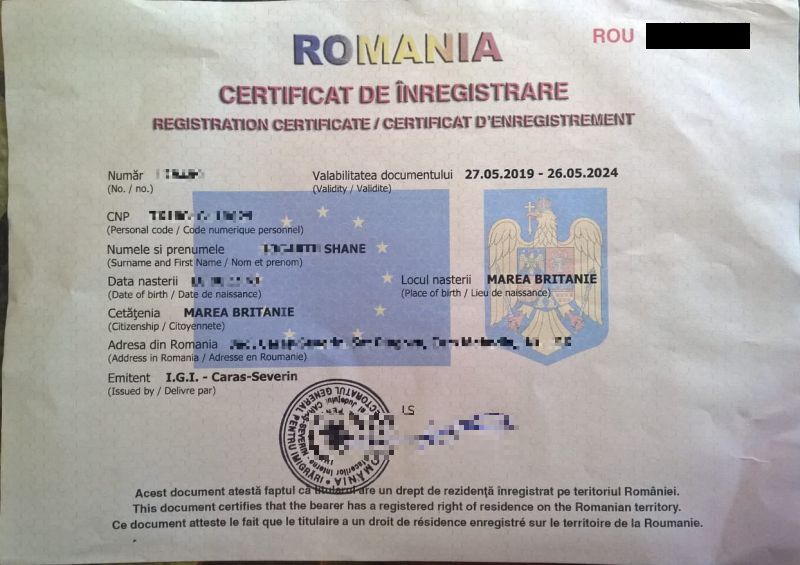 ROMANIA
ROU
CERTIFICAT DE ÎNREGISTRARE
REGISTRATION CERTIFICATE / CERTIFICAT D'ENREGISTREMENT
Număr
Valabilitatea documentului 27.05.2019 - 26.05.2024
(No. / no.)
(Validity / Validite)
CNP
(Personal code / Code numerique personnel)
Numele si prenumele SHANE
(Surname and First Name / Nom et prenom)
Data nasterii
Locul nasterii MAREA BRITANIE
(Date of birth / Date de naissance)
(Place of birth / Lieu de naissance)
Cetăţenia MAREA BRITANIE
(Citizenship / Citoyennete)
Adresa din Romania
(Address in Romania / Adresse en Roumanie)
Emitent I.G.I. - Caras-Severin
(Issued by / Delivre par)
LS
Acest document atestă faptul că titularul are un drept de rezidenţă înregistrat pe teritoriul României.
This document certifies that the bearer has a registered right of residence on the Romanian territory.
Ce document atteste le fait que le titulaire a un droit de résidence enregistré sur le territoire de la Roumanie.